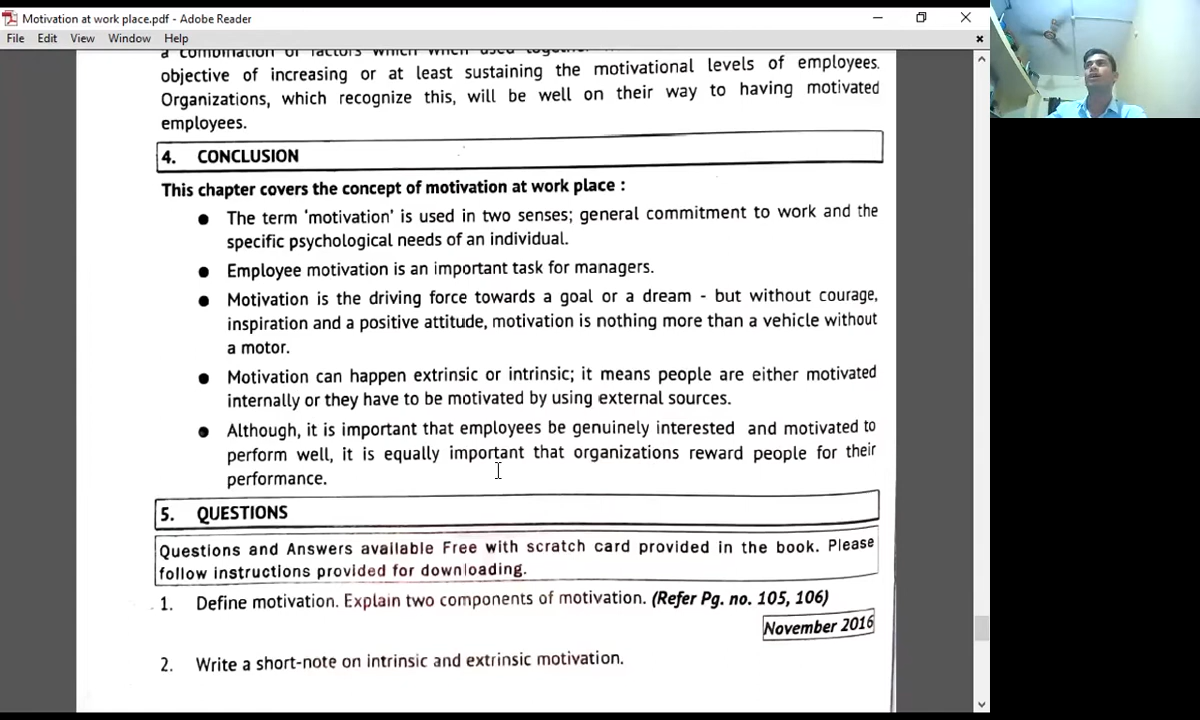 Motivation at work place.pdf - Adobe Reader
File Edit View Window Help
a combination of factors which when used
objective of increasing or at least sustaining the motivational levels of employees.
Organizations, which recognize this, will be well on their way to having motivated
employees.
4. CONCLUSION
This chapter covers the concept of motivation at work place :
● The term 'motivation' is used in two senses; general commitment to work and the
specific psychological needs of an individual.
● Employee motivation is an important task for managers.
● Motivation is the driving force towards a goal or a dream - but without courage,
inspiration and a positive attitude, motivation is nothing more than a vehicle without
a motor.
● Motivation can happen extrinsic or intrinsic; it means people are either motivated
internally or they have to be motivated by using external sources.
● Although, it is important that employees be genuinely interested and motivated to
perform well, it is equally important that organizations reward people for their
performance.
5. QUESTIONS
Questions and Answers available Free with scratch card provided in the book. Please
follow instructions provided for downloading.
1. Define motivation. Explain two components of motivation. (Refer Pg. no. 105, 106)
November 2016
2. Write a short-note on intrinsic and extrinsic motivation.